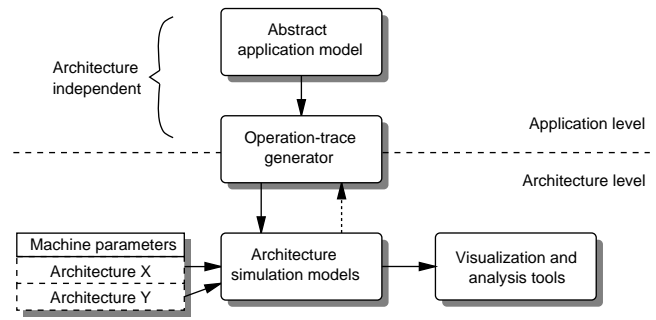 Abstract
application model
Architecture
independent
Operation-trace
generator
Application level
Architecture level
Machine parameters
Architecture X
Architecture Y
Architecture
simulation models
Visualization and
analysis tools